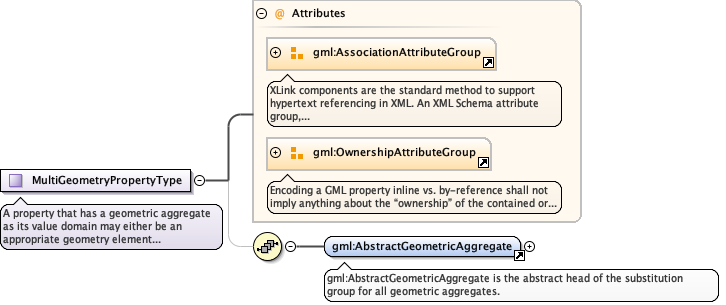 @ Attributes
gml:AssociationAttributeGroup
XLink components are the standard method to support
hypertext referencing in XML. An XML Schema attribute
group,...
gml:OwnershipAttributeGroup
Encoding a GML property inline vs. by-reference shall not
imply anything about the “ownership” of the contained or...
MultiGeometryPropertyType
A property that has a geometric aggregate
as its value domain may either be an
appropriate geometry element...
gml:AbstractGeometricAggregate
gml:AbstractGeometricAggregate is the abstract head of the substitution
group for all geometric aggregates.